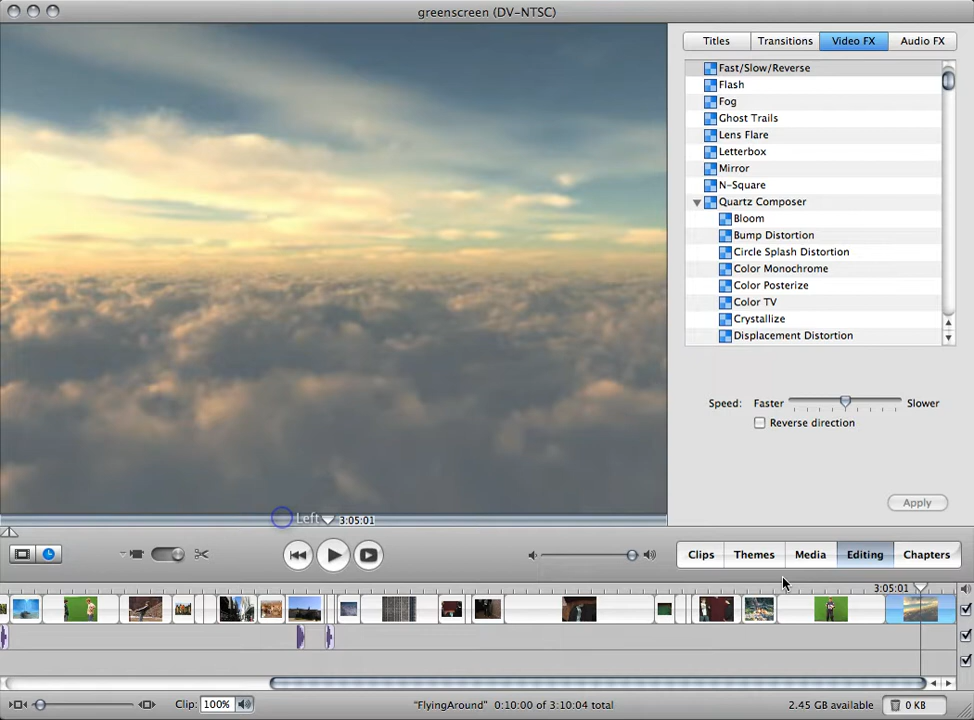 greenscreen (DV-NTSC)
Titles Transitions Video FX Audio FX
Fast/Slow/Reverse
Flash
Fog
Ghost Trails
Lens Flare
Letterbox
Mirror
N-Square
Quartz Composer
Bloom
Bump Distortion
Circle Splash Distortion
Color Monochrome
Color Posterize
Color TV
Crystallize
Displacement Distortion
Speed: Faster Slower
Reverse direction
Apply
Left 3:05:01
Clips Themes Media Editing Chapters
3:05:01
Clip: 100% "FlyingAround" 0:10:00 of 3:10:04 total 2.45 GB available 0 KB